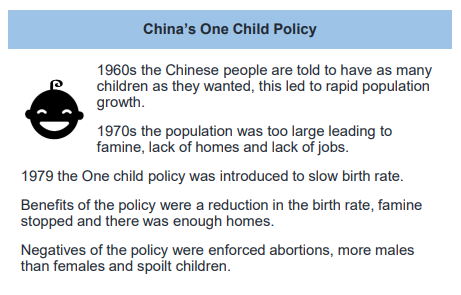 China's One Child Policy
1960s the Chinese people are told to have as many
children as they wanted, this led to rapid population
growth.
1970s the population was too large leading to
famine, lack of homes and lack of jobs.
1979 the One child policy was introduced to slow birth rate.
Benefits of the policy were a reduction in the birth rate, famine
stopped and there was enough homes.
Negatives of the policy were enforced abortions, more males
than females and spoilt children.